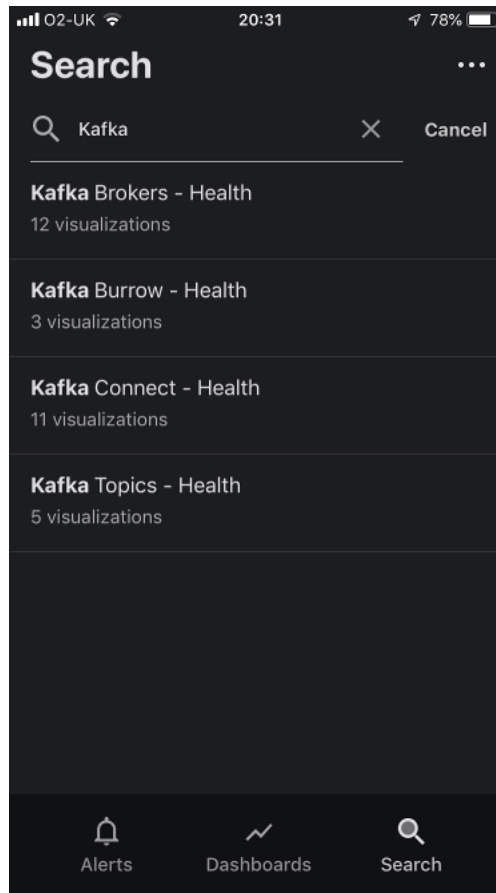 O2-UK 20:31 78%
Search
Kafka Cancel
Kafka Brokers - Health
12 visualizations
Kafka Burrow - Health
3 visualizations
Kafka Connect - Health
11 visualizations
Kafka Topics - Health
5 visualizations
Alerts Dashboards Search